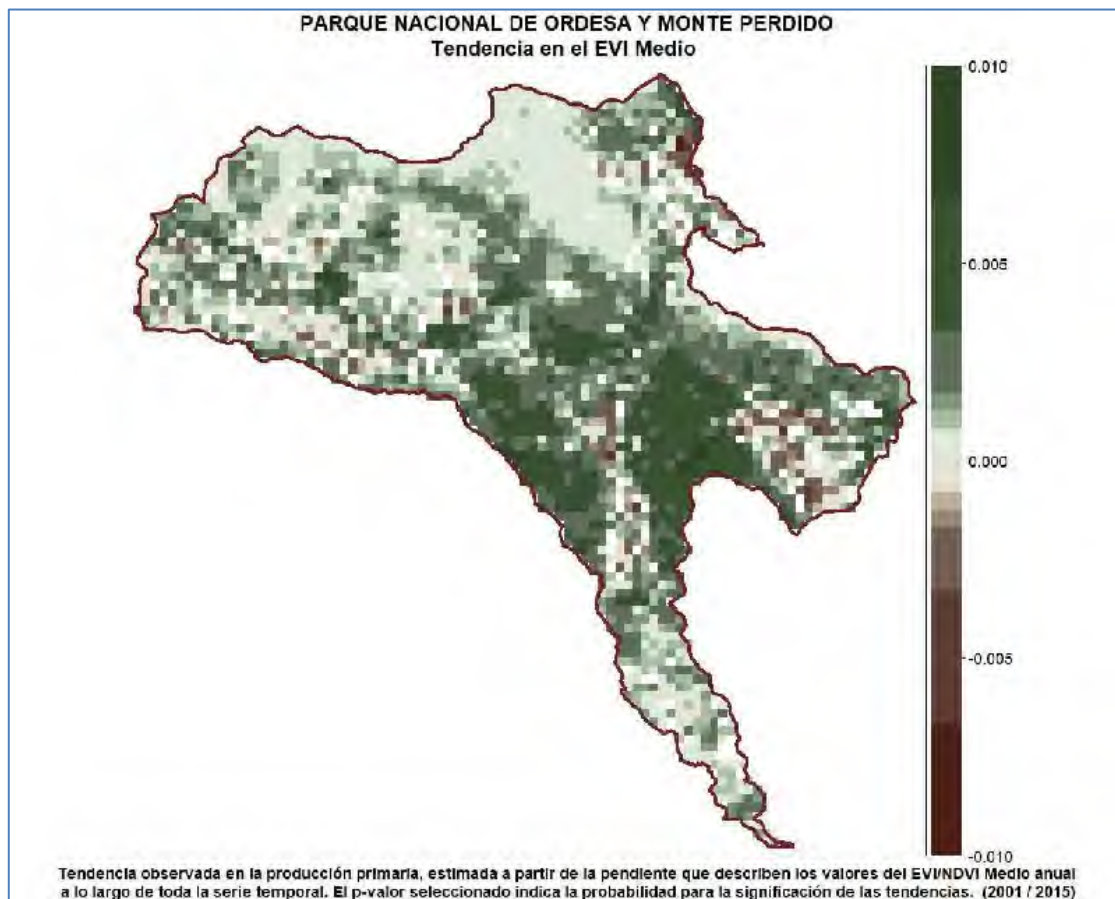 PARQUE NACIONAL DE ORDESA Y MONTE PERDIDO
Tendencia en el EVI Medio
0.010
0.005
0.000
-0.005
-0.010
Tendencia observada en la producción primaria, estimada a partir de la pendiente que describen los valores del EVI/NDVI Medio anual
a lo largo de toda la serie temporal. El p-valor seleccionado indica la probabilidad para la significación de las tendencias. (2001 / 2015)